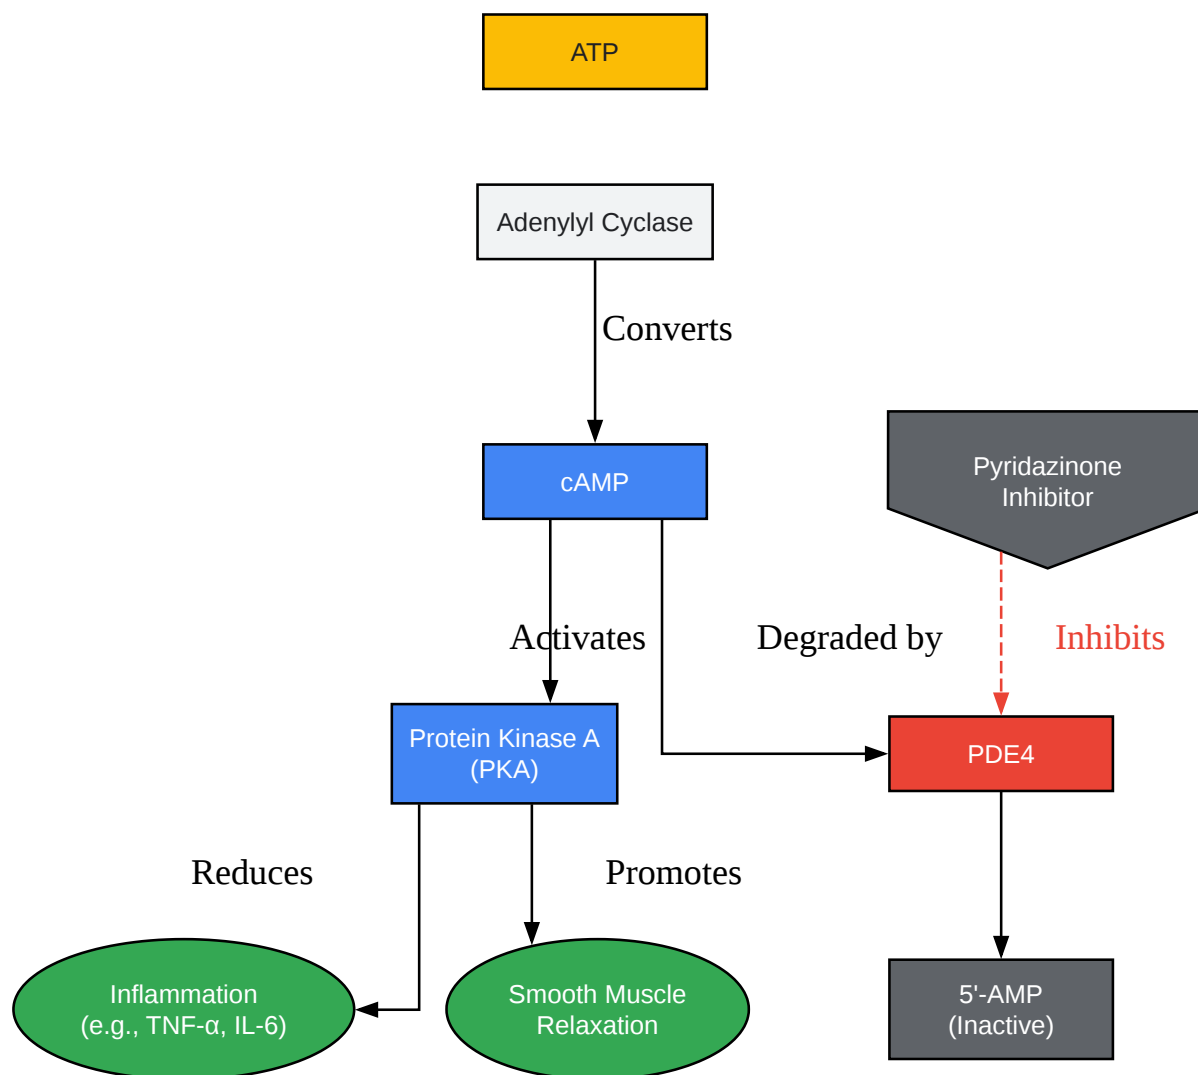 ATP
Adenylyl Cyclase
Converts
cAMP
Pyridazinone
Inhibitor
Activates
Degraded by
Inhibits
Protein Kinase A
(PKA)
PDE4
Reduces
Promotes
Inflammation
(e.g., TNF-α, IL-6)
Smooth Muscle
Relaxation
5'-AMP
(Inactive)